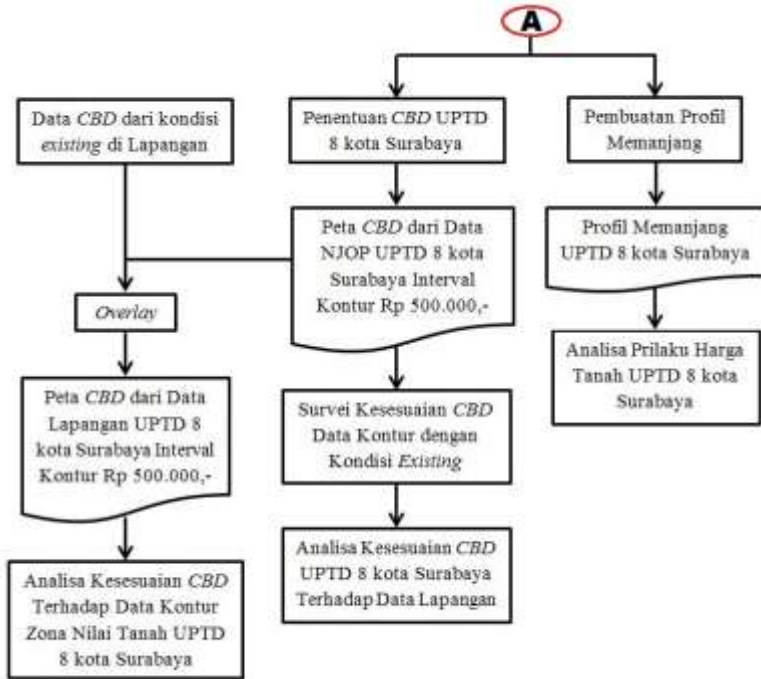 A
Data CBD dari kondisi
existing di Lapangan
Penentuan CBD UPTD
8 kota Surabaya
Pembuatan Profil
Memanjang
Peta CBD dari Data
NJOP UPTD 8 kota
Surabaya Interval
Kontur Rp 500.000,-
Profil Memanjang
UPTD 8 kota Surabaya
Overlay
Analisa Prilaku Harga
Tanah UPTD 8 kota
Surabaya
Peta CBD dari Data
Lapangan UPTD 8
kota Surabaya Interval
Kontur Rp 500.000,-
Survei Kesesuaian CBD
Data Kontur dengan
Kondisi Existing
Analisa Kesesuaian CBD
Terhadap Data Kontur
Zona Nilai Tanah UPTD
8 kota Surabaya
Analisa Kesesuaian CBD
UPTD 8 kota Surabaya
Terhadap Data Lapangan